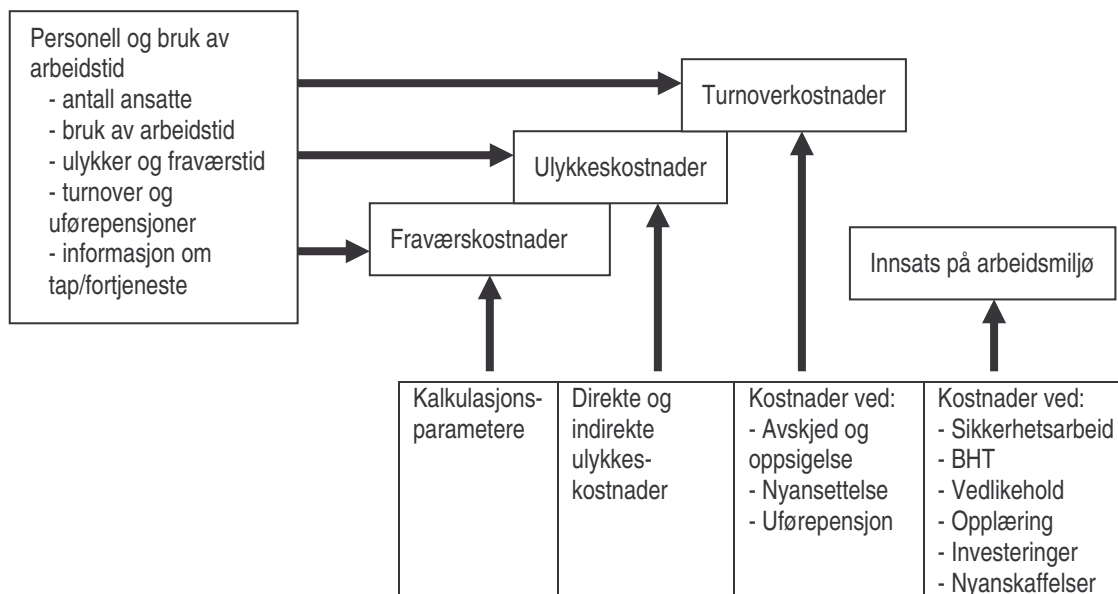 Personell og bruk av
arbeidstid
- antall ansatte
- bruk av arbeidstid
- ulykker og fraværstid
- turnover og
uførepensjoner
- informasjon om
tap/fortjeneste
Turnoverkostnader
Ulykkeskostnader
Fraværskostnader
Innsats på arbeidsmiljø
Kalkulasjons-
parametere
Direkte og
indirekte
ulykkes-
kostnader
Kostnader ved:
- Avskjed og
oppsigelse
- Nyansettelse
- Uførepensjon
Kostnader ved:
- Sikkerhetsarbeid
- BHT
- Vedlikehold
- Opplæring
- Investeringer
- Nyanskaffelser